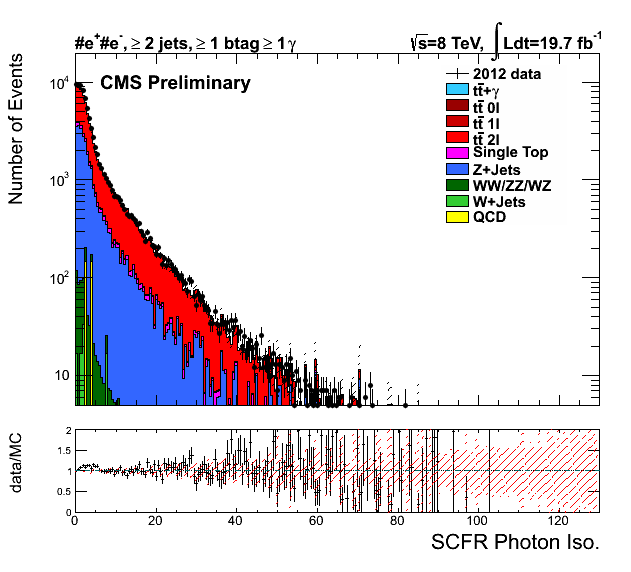 #e⁺#e⁻, ≥ 2 jets, ≥ 1 btag ≥ 1 γ
√s=8 TeV, ∫Ldt=19.7 fb⁻¹
CMS Preliminary
Number of Events
10⁴
10³
10²
10
2012 data
tt̄+γ
tt̄ 0l
tt̄ 1l
tt̄ 2l
Single Top
Z+Jets
WW/ZZ/WZ
W+Jets
QCD
data/MC
2
1.5
1
0.5
0
0 20 40 60 80 100 120
SCFR Photon Iso.